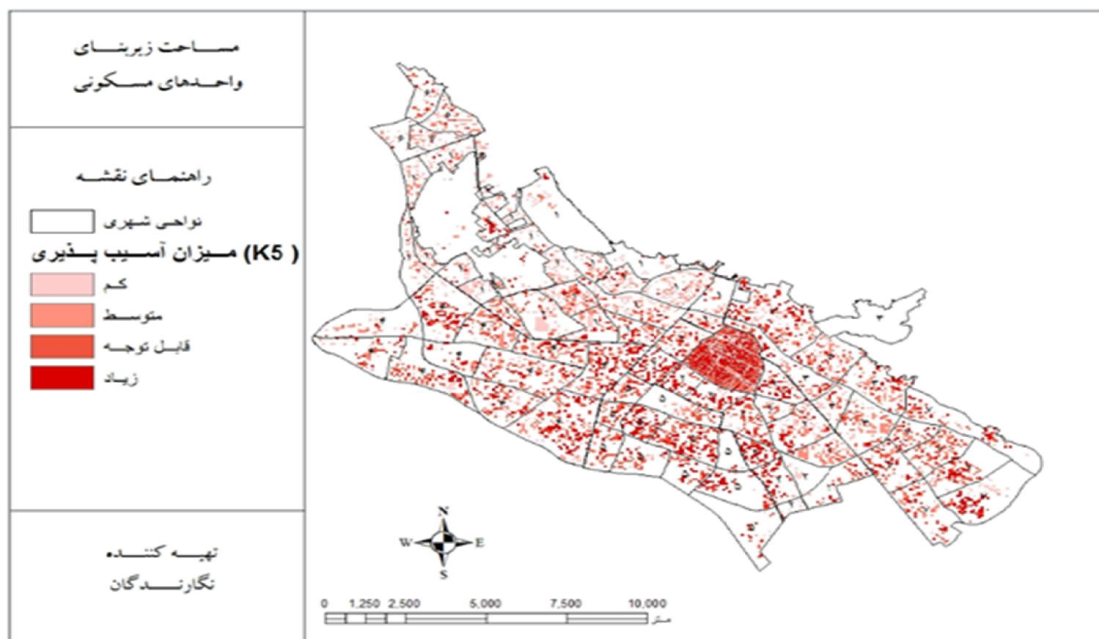 مساحت زیربنای
واحدهای مسکونی
راهنمای نقشه
نواحی شهری
میزان آسیب پذیری (K5 )
کم
متوسط
قابل توجه
زیاد
تهیه کننده
نگارندگان
N
W E
S
0 1,250 2,500 5,000 7,500 10,000
متر